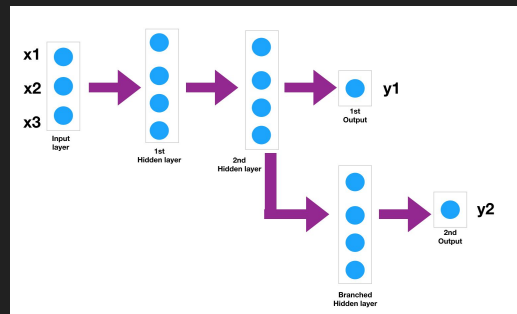 x1
x2
x3
Input
layer
1st
Hidden layer
2nd
Hidden layer
y1
1st
Output
Branched
Hidden layer
y2
2nd
Output